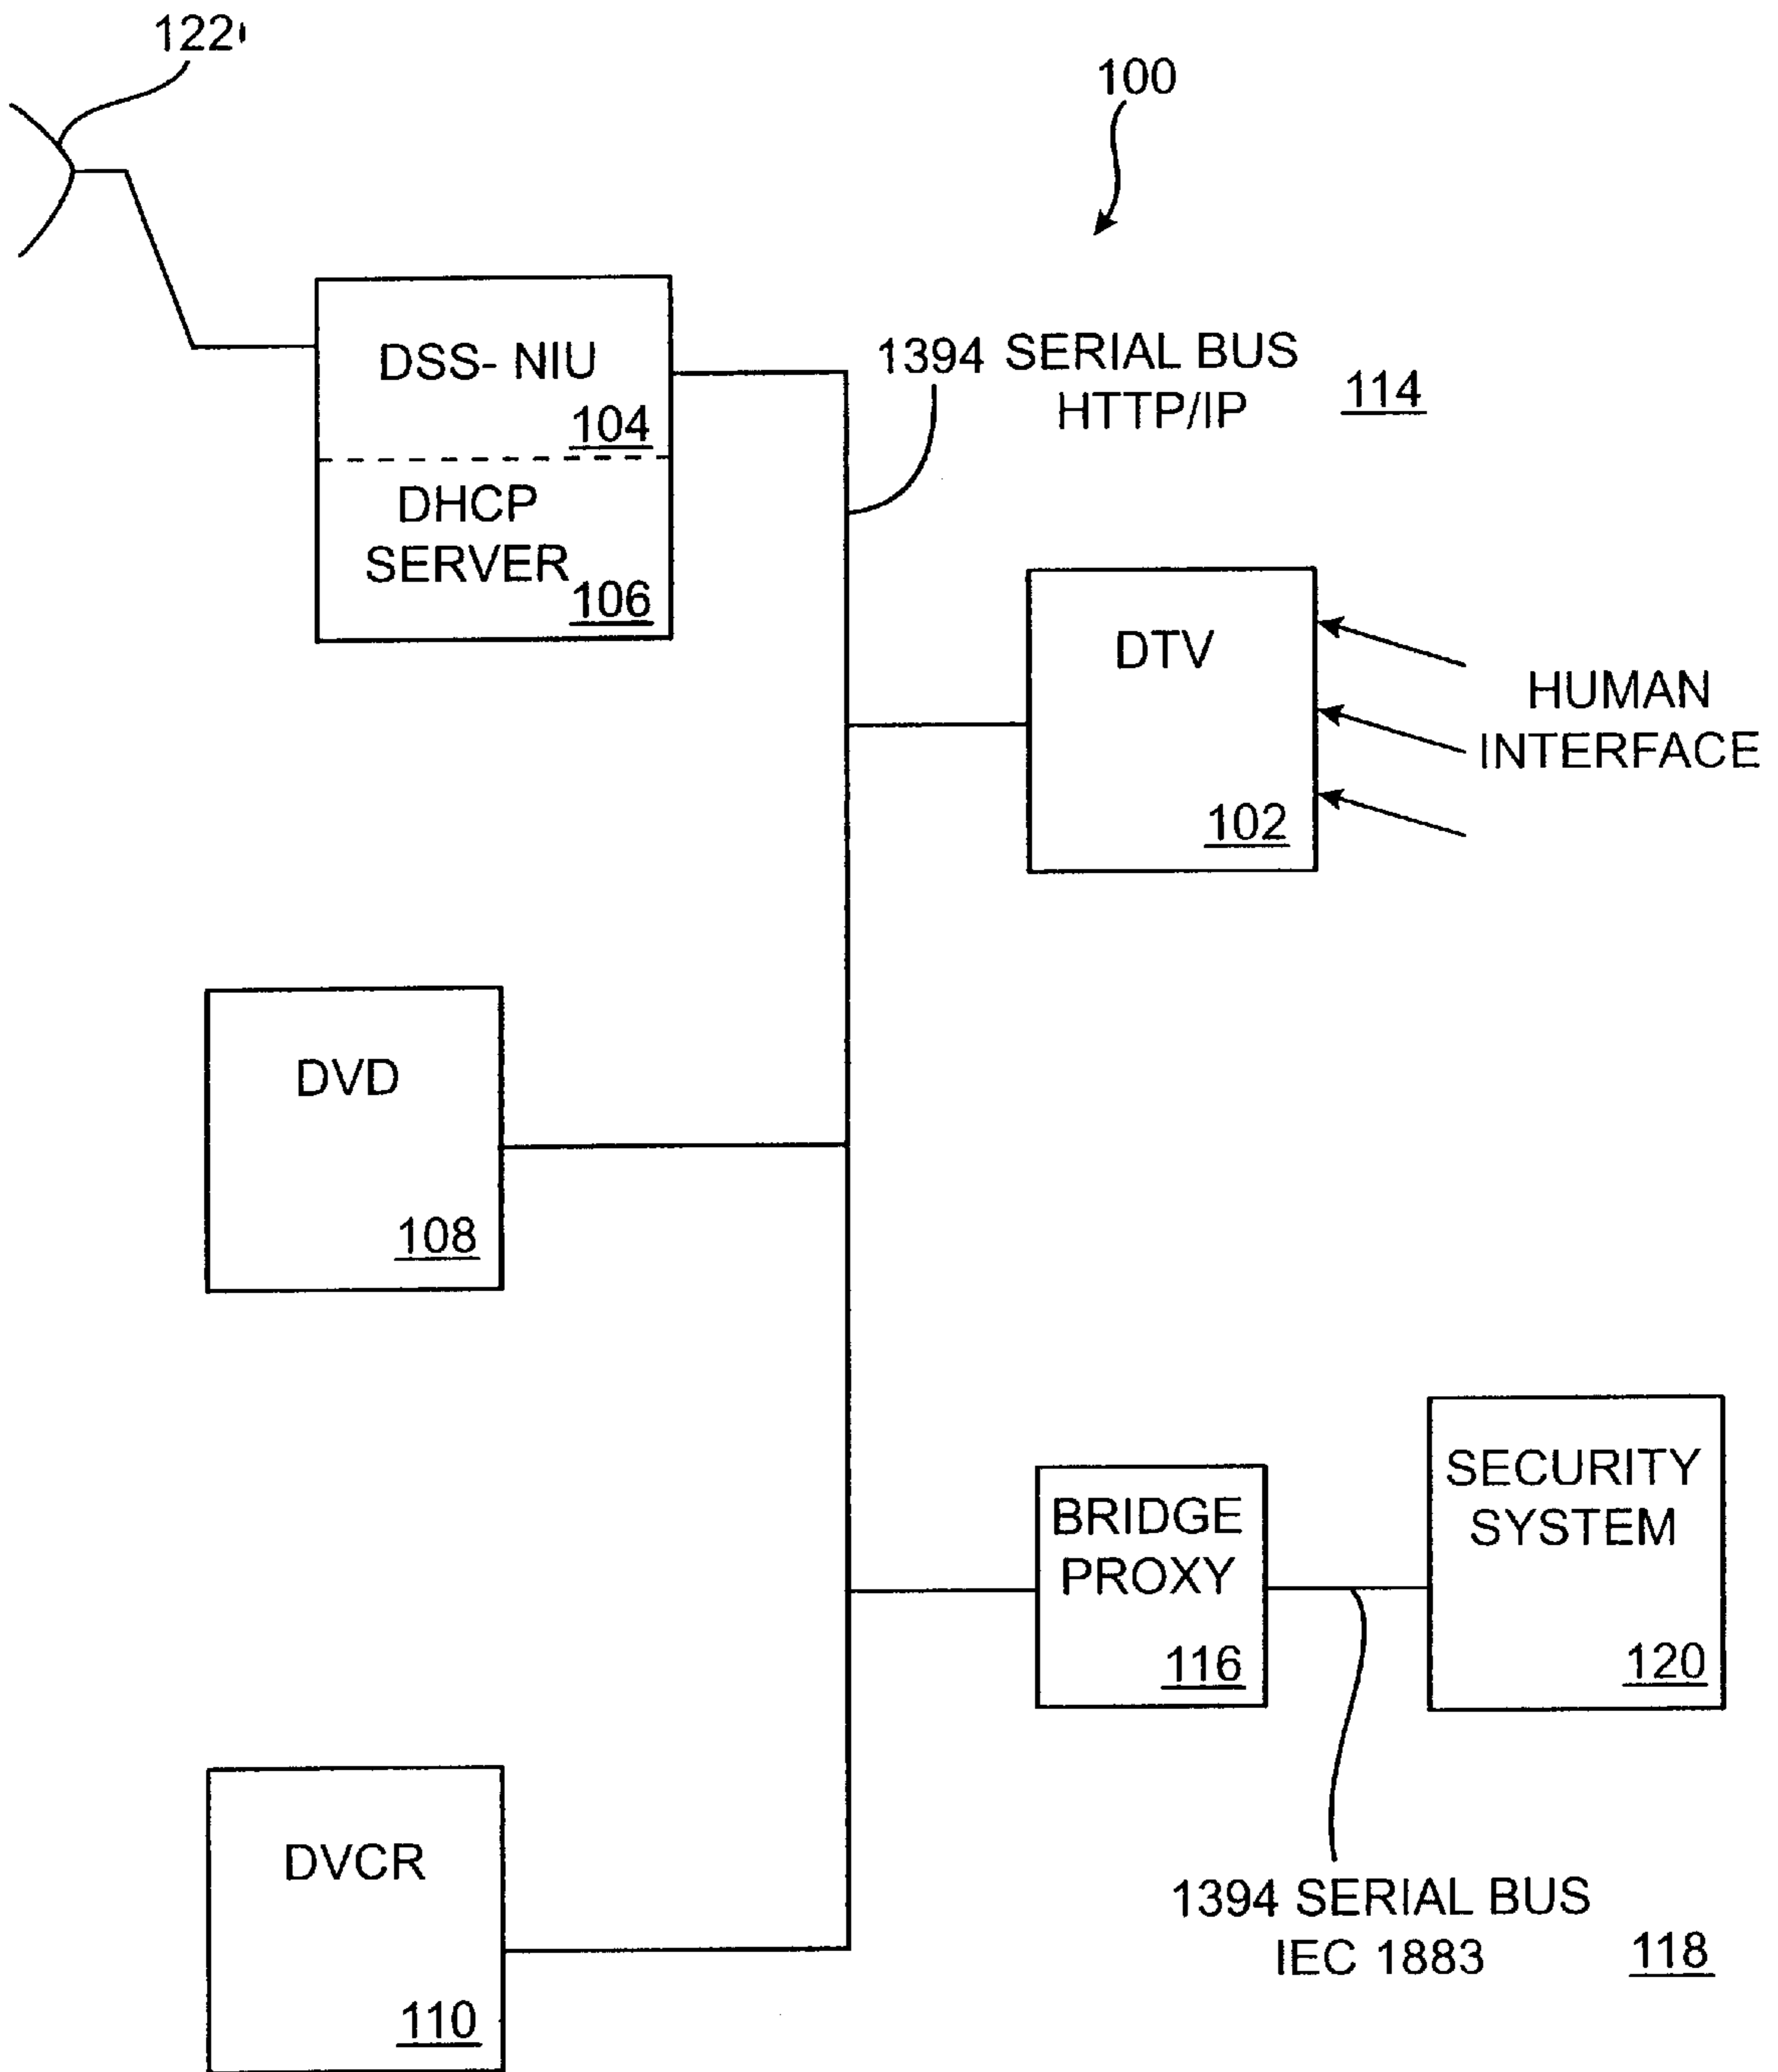 122
100
DSS- NIU
104
DHCP
SERVER
106
1394 SERIAL BUS
HTTP/IP
114
DTV
102
HUMAN
INTERFACE
DVD
108
BRIDGE
PROXY
116
SECURITY
SYSTEM
120
DVCR
110
1394 SERIAL BUS
IEC 1883
118